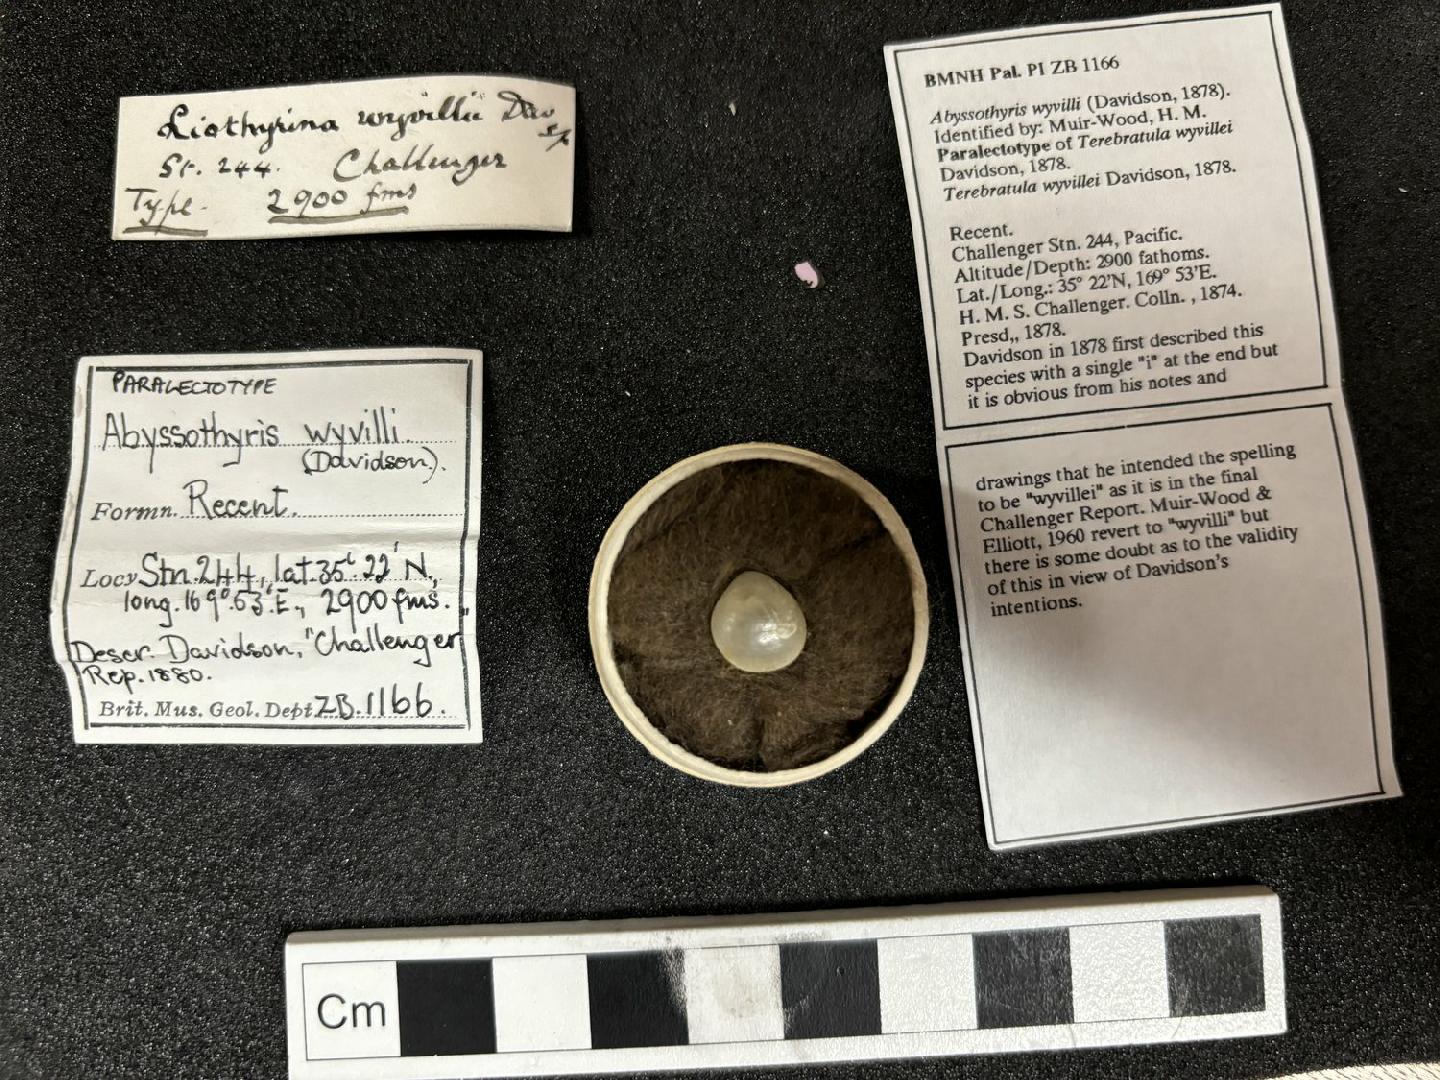 Liothyrina wyvillii Dav
sp
St. 244. Challenger
Type. 2900 fms
PARALECTOTYPE
Abyssothyris wyvilli.
(Davidson).
Formn. Recent.
Locy Stn. 244, lat. 35° 22' N,
long. 169° 53' E., 2900 fms.
Descr. Davidson, "Challenger"
Rep. 1880.
Brit. Mus. Geol. Dept. ZB. 1166.
BMNH Pal. PI ZB 1166
Abyssothyris wyvilli (Davidson, 1878).
Identified by: Muir-Wood, H. M.
Paralectotype of Terebratula wyvillei
Davidson, 1878.
Terebratula wyvillei Davidson, 1878.
Recent.
Challenger Stn. 244, Pacific.
Altitude/Depth: 2900 fathoms.
Lat./Long.: 35° 22'N, 169° 53'E.
H. M. S. Challenger. Colln. , 1874.
Presd,, 1878.
Davidson in 1878 first described this
species with a single "i" at the end but
it is obvious from his notes and
drawings that he intended the spelling
to be "wyvillei" as it is in the final
Challenger Report. Muir-Wood &
Elliott, 1960 revert to "wyvilli" but
there is some doubt as to the validity
of this in view of Davidson's
intentions.
Cm